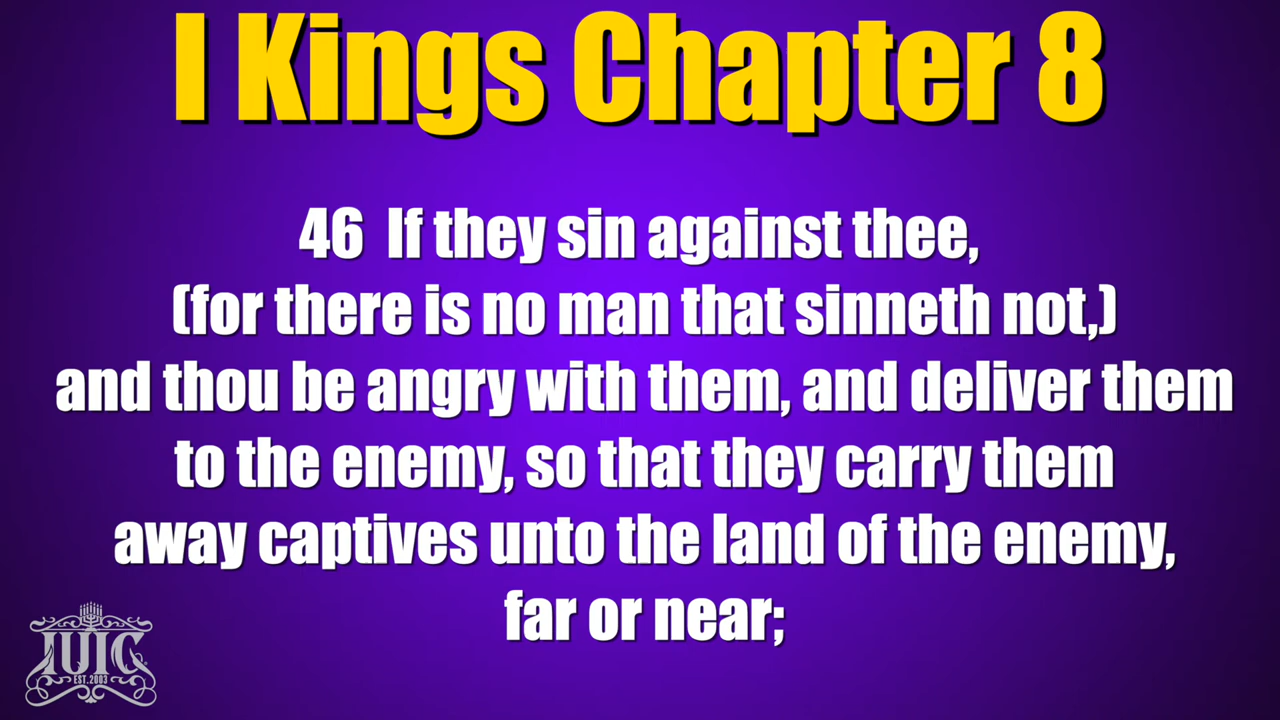 I Kings Chapter 8
46 If they sin against thee,
(for there is no man that sinneth not,)
and thou be angry with them, and deliver them
to the enemy, so that they carry them
away captives unto the land of the enemy,
far or near;
IUIC
EST. 2003